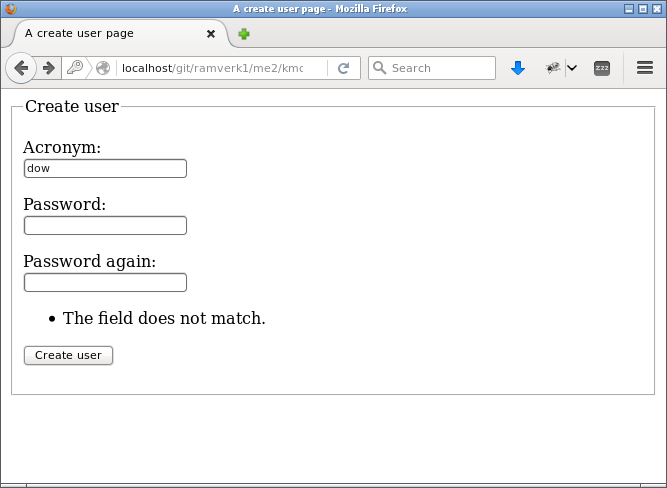 A create user page - Mozilla Firefox
A create user page
localhost/git/ramverk1/me2/kmc
Search
zzz
Create user
Acronym:
dow
Password:
Password again:
• The field does not match.
Create user